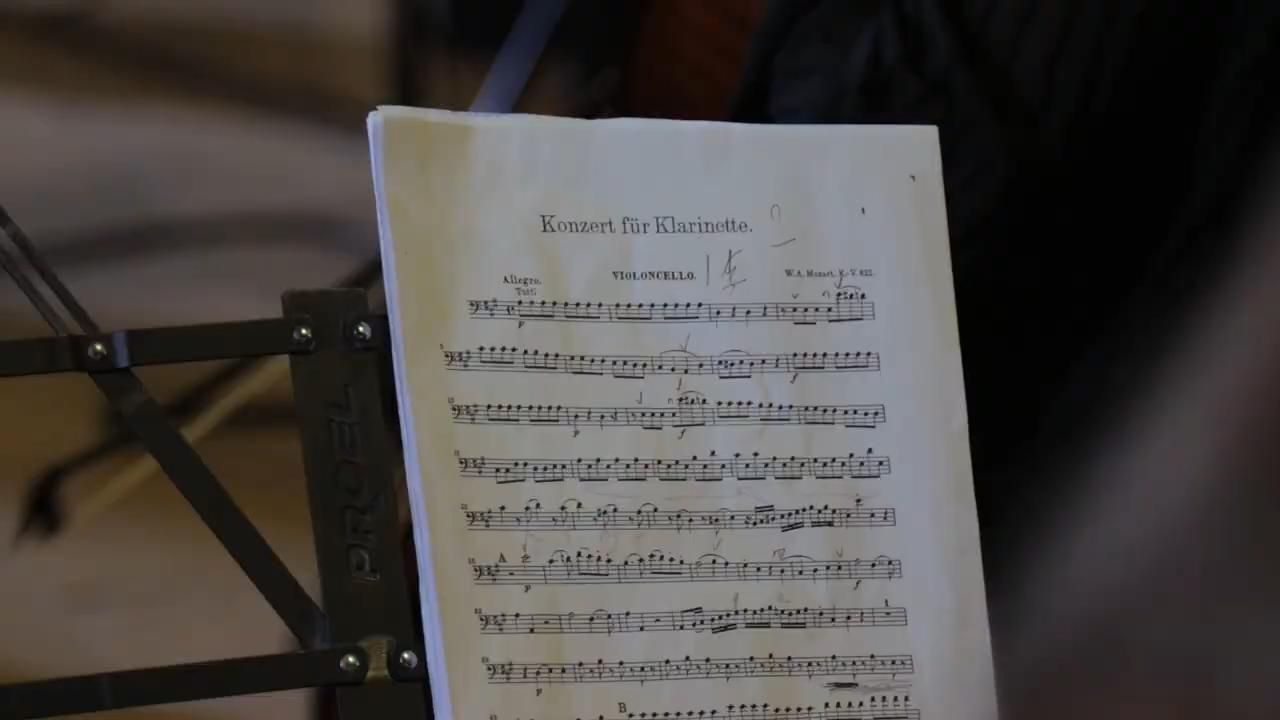 Konzert für Klarinette.
VIOLONCELLO.
W. A. Mozart, K.-V. 622.
Allegro.
Tutti
p
f
p
f
A
p
f
p
B
PROEL